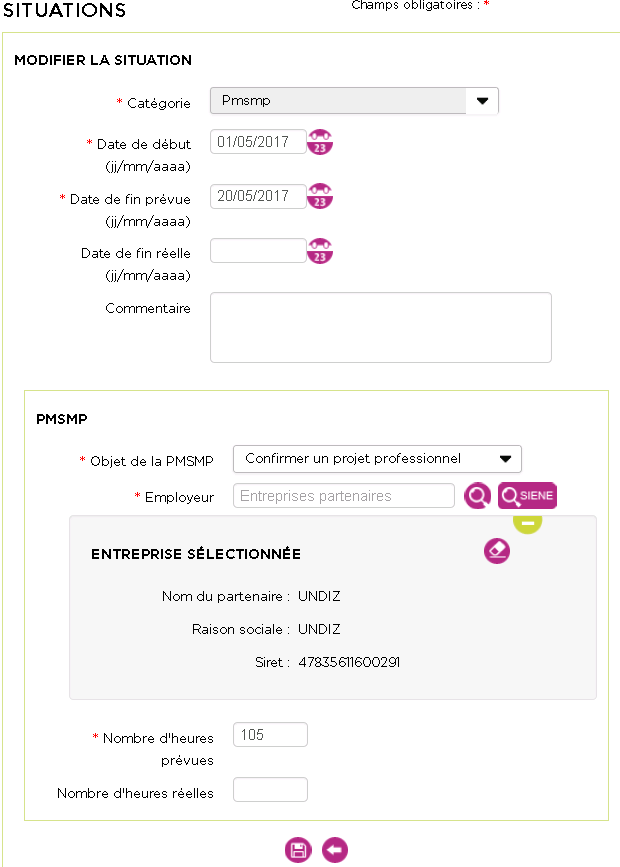 SITUATIONS
Champs obligatoires : *
MODIFIER LA SITUATION
* Catégorie
Pmsmp
* Date de début
(jj/mm/aaaa)
01/05/2017
23
* Date de fin prévue
(jj/mm/aaaa)
20/05/2017
23
Date de fin réelle
(jj/mm/aaaa)
23
Commentaire
PMSMP
* Objet de la PMSMP
Confirmer un projet professionnel
* Employeur
Entreprises partenaires
SIENE
ENTREPRISE SÉLECTIONNÉE
Nom du partenaire : UNDIZ
Raison sociale : UNDIZ
Siret : 47835611600291
* Nombre d'heures
prévues
105
Nombre d'heures réelles